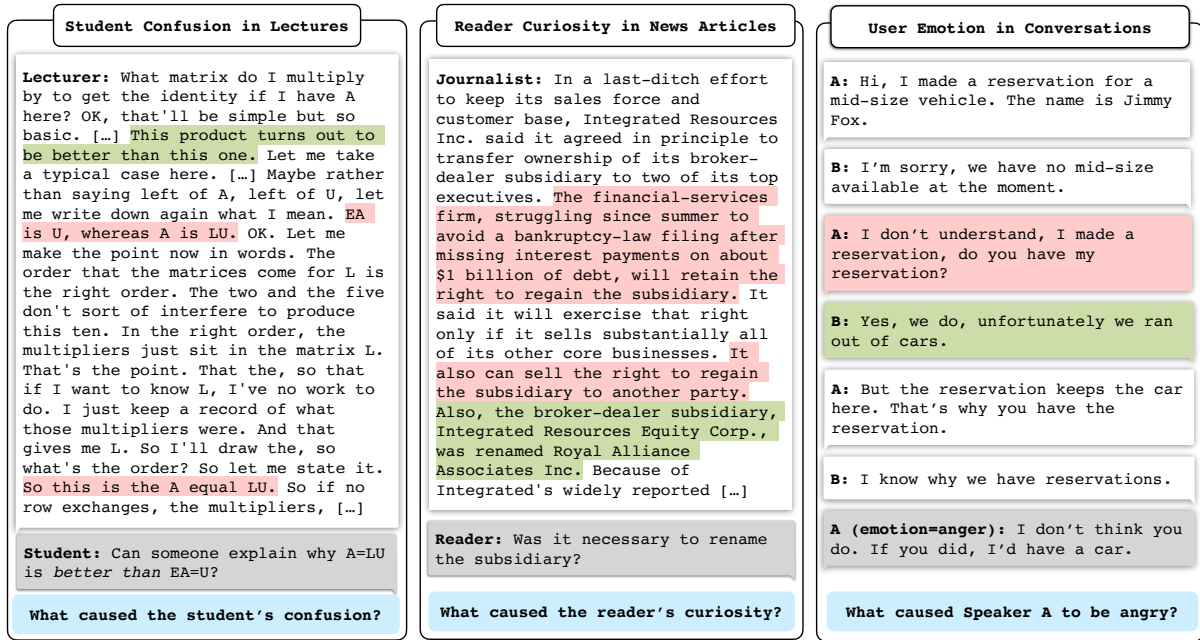 Student Confusion in Lectures
Lecturer: What matrix do I multiply
by to get the identity if I have A
here? OK, that'll be simple but so
basic. […] This product turns out to
be better than this one. Let me take
a typical case here. […] Maybe rather
than saying left of A, left of U, let
me write down again what I mean. EA
is U, whereas A is LU. OK. Let me
make the point now in words. The
order that the matrices come for L is
the right order. The two and the five
don't sort of interfere to produce
this ten. In the right order, the
multipliers just sit in the matrix L.
That's the point. That the, so that
if I want to know L, I've no work to
do. I just keep a record of what
those multipliers were. And that
gives me L. So I'll draw the, so
what's the order? So let me state it.
So this is the A equal LU. So if no
row exchanges, the multipliers, […]
Student: Can someone explain why A=LU
is better than EA=U?
What caused the student's confusion?
Reader Curiosity in News Articles
Journalist: In a last-ditch effort
to keep its sales force and
customer base, Integrated Resources
Inc. said it agreed in principle to
transfer ownership of its broker-
dealer subsidiary to two of its top
executives. The financial-services
firm, struggling since summer to
avoid a bankruptcy-law filing after
missing interest payments on about
$1 billion of debt, will retain the
right to regain the subsidiary. It
said it will exercise that right
only if it sells substantially all
of its other core businesses. It
also can sell the right to regain
the subsidiary to another party.
Also, the broker-dealer subsidiary,
Integrated Resources Equity Corp.,
was renamed Royal Alliance
Associates Inc. Because of
Integrated's widely reported […]
Reader: Was it necessary to rename
the subsidiary?
What caused the reader's curiosity?
User Emotion in Conversations
A: Hi, I made a reservation for a
mid-size vehicle. The name is Jimmy
Fox.
B: I'm sorry, we have no mid-size
available at the moment.
A: I don't understand, I made a
reservation, do you have my
reservation?
B: Yes, we do, unfortunately we ran
out of cars.
A: But the reservation keeps the car
here. That's why you have the
reservation.
B: I know why we have reservations.
A (emotion=anger): I don't think you
do. If you did, I'd have a car.
What caused Speaker A to be angry?